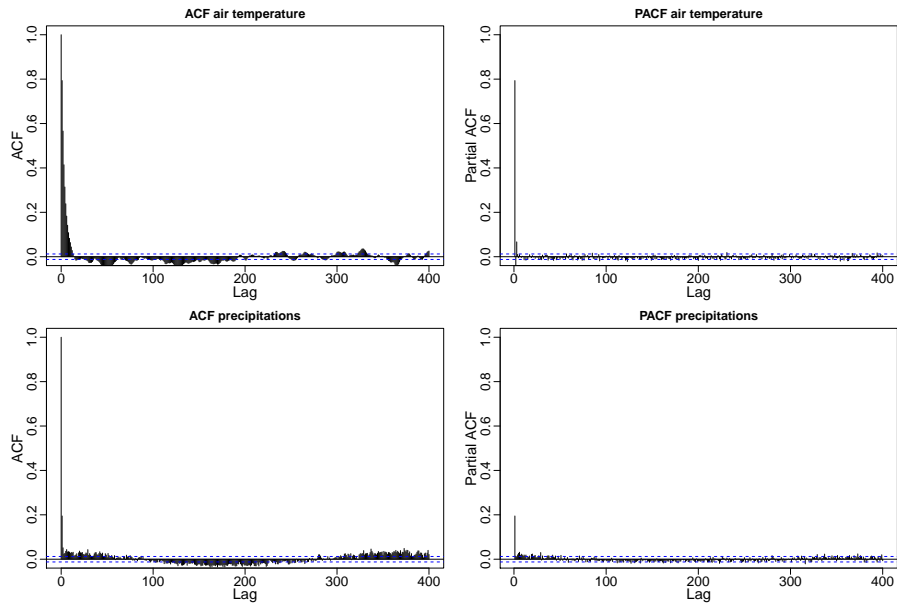 ACF air temperature
ACF
0.0 0.2 0.4 0.6 0.8 1.0
0 100 200 300 400
Lag
PACF air temperature
Partial ACF
0.0 0.2 0.4 0.6 0.8 1.0
0 100 200 300 400
Lag
ACF precipitations
ACF
0.0 0.2 0.4 0.6 0.8 1.0
0 100 200 300 400
Lag
PACF precipitations
Partial ACF
0.0 0.2 0.4 0.6 0.8 1.0
0 100 200 300 400
Lag